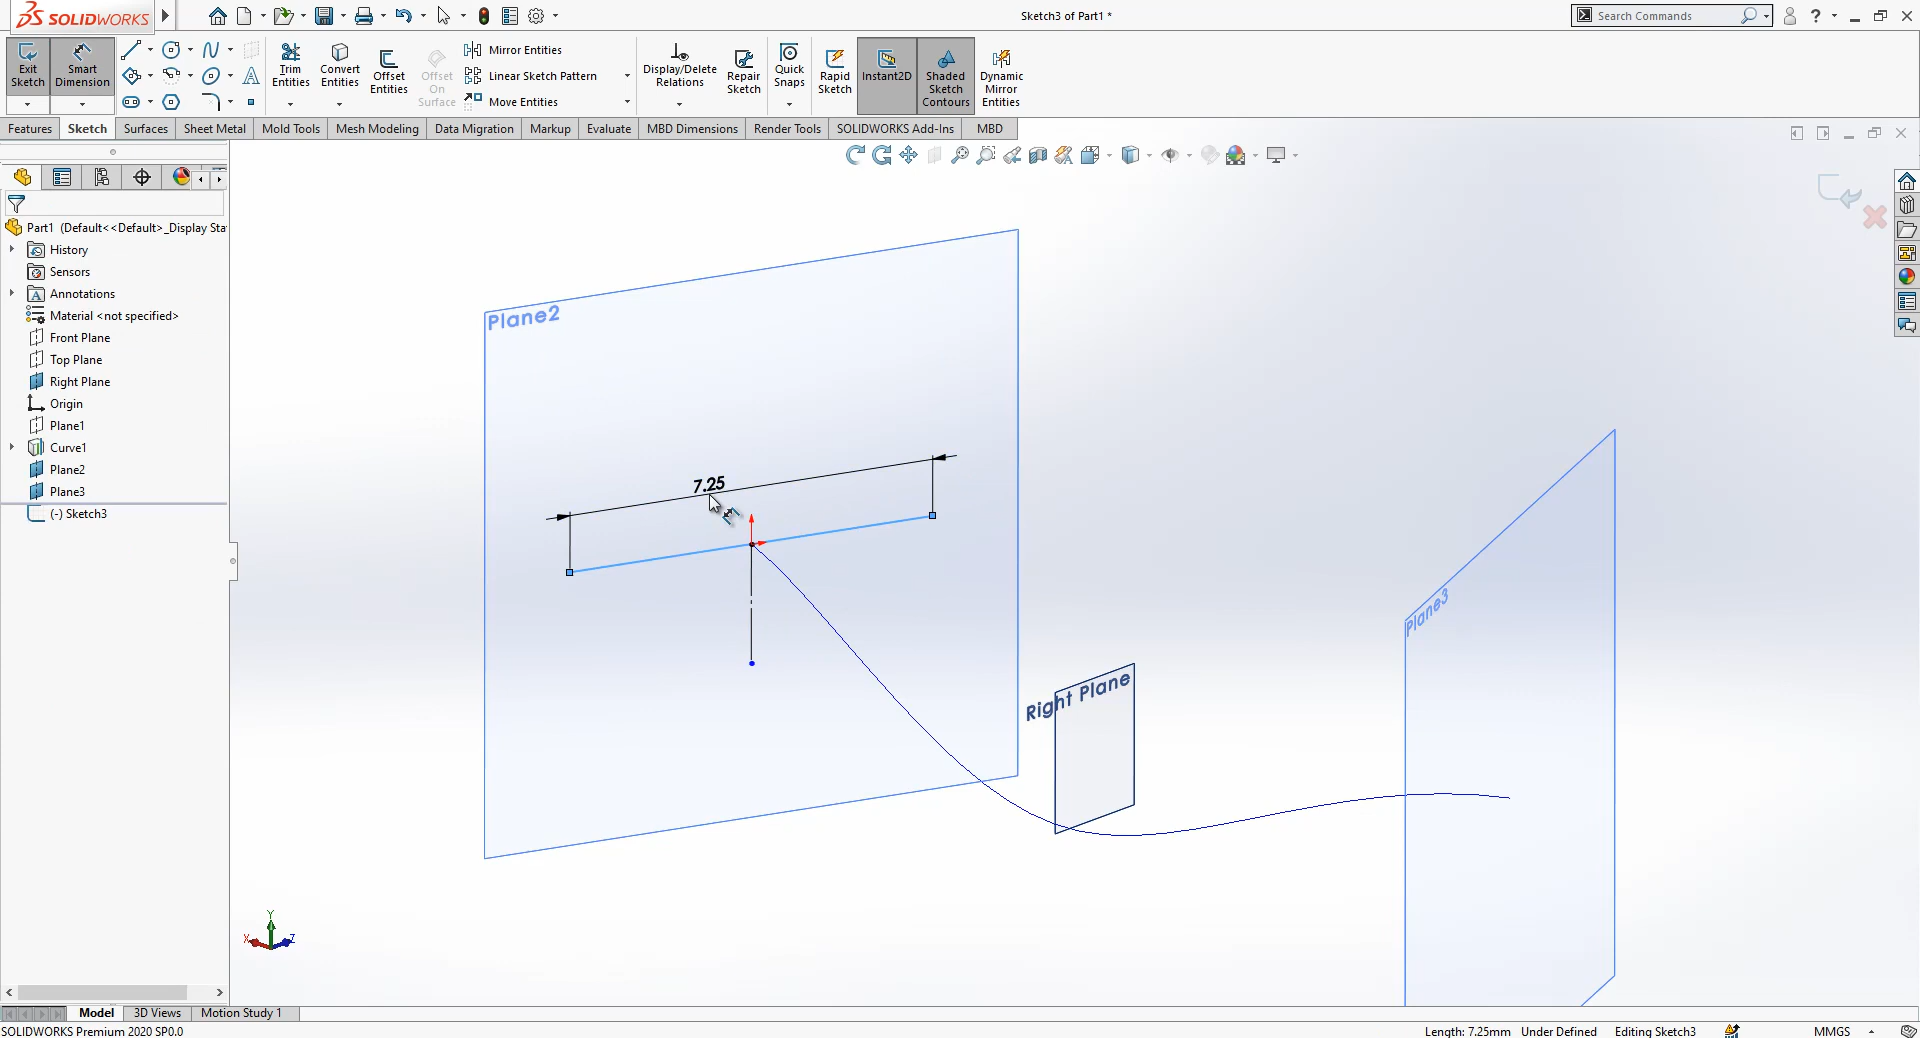 SOLIDWORKS
Sketch3 of Part1 *
Search Commands
?
Exit Sketch
Smart Dimension
Trim Entities
Convert Entities
Offset Entities
Offset On Surface
Mirror Entities
Linear Sketch Pattern
Move Entities
Display/Delete Relations
Repair Sketch
Quick Snaps
Rapid Sketch
Instant2D
Shaded Sketch Contours
Dynamic Mirror Entities
Features
Sketch
Surfaces
Sheet Metal
Mold Tools
Mesh Modeling
Data Migration
Markup
Evaluate
MBD Dimensions
Render Tools
SOLIDWORKS Add-Ins
MBD
Part1 (Default<<Default>_Display Sta
History
Sensors
Annotations
Material <not specified>
Front Plane
Top Plane
Right Plane
Origin
Plane1
Curve1
Plane2
Plane3
(-) Sketch3
Plane2
7.25
Right Plane
Plane3
Y
X
Z
Model
3D Views
Motion Study 1
SOLIDWORKS Premium 2020 SP0.0
Length: 7.25mm
Under Defined
Editing Sketch3
MMGS